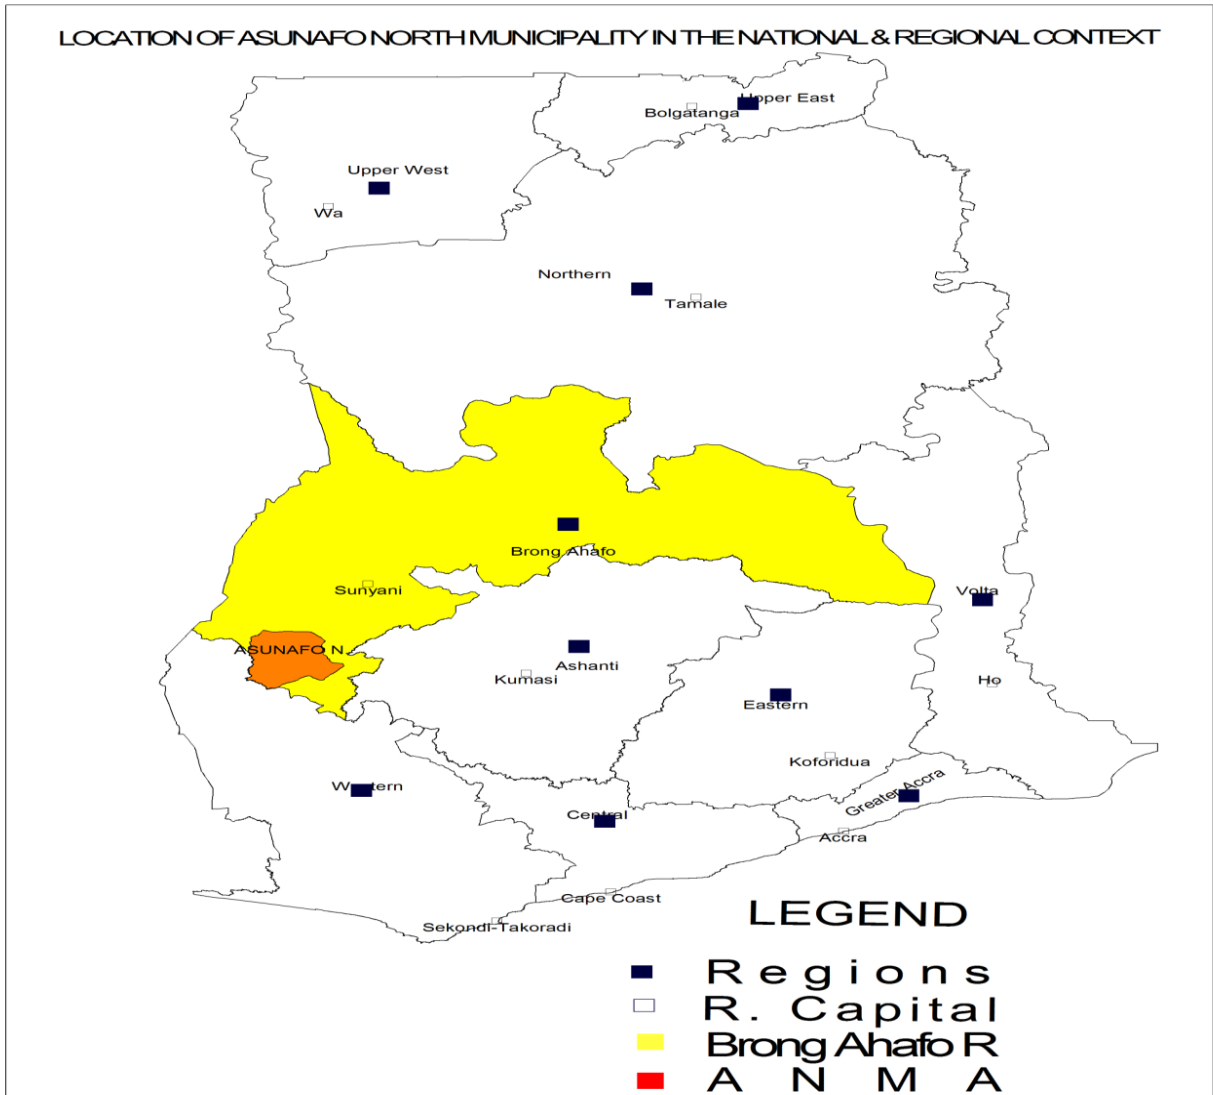 LOCATION OF ASUNAFO NORTH MUNICIPALITY IN THE NATIONAL & REGIONAL CONTEXT
Upper East
Bolgatanga
Upper West
Wa
Northern
Tamale
Brong Ahafo
Sunyani
Volta
ASUNAFO N.
Ashanti
Kumasi
Ho
Eastern
Koforidua
Western
Greater Accra
Central
Accra
Cape Coast
Sekondi-Takoradi
LEGEND
Regions
R. Capital
Brong Ahafo R
A N M A